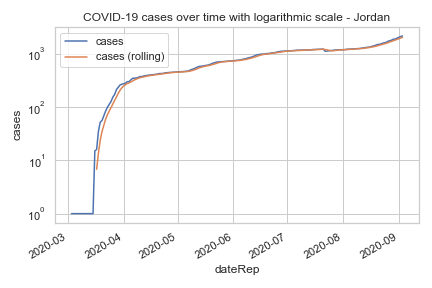 COVID-19 cases over time with logarithmic scale - Jordan
cases
cases (rolling)
10³
10²
10¹
10⁰
cases
2020-03
2020-04
2020-05
2020-06
2020-07
2020-08
2020-09
dateRep